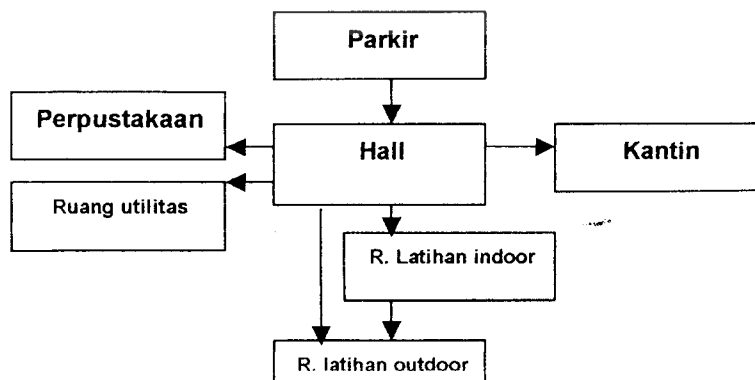 Parkir
Perpustakaan
Hall
Kantin
Ruang utilitas
R. Latihan indoor
R. latihan outdoor